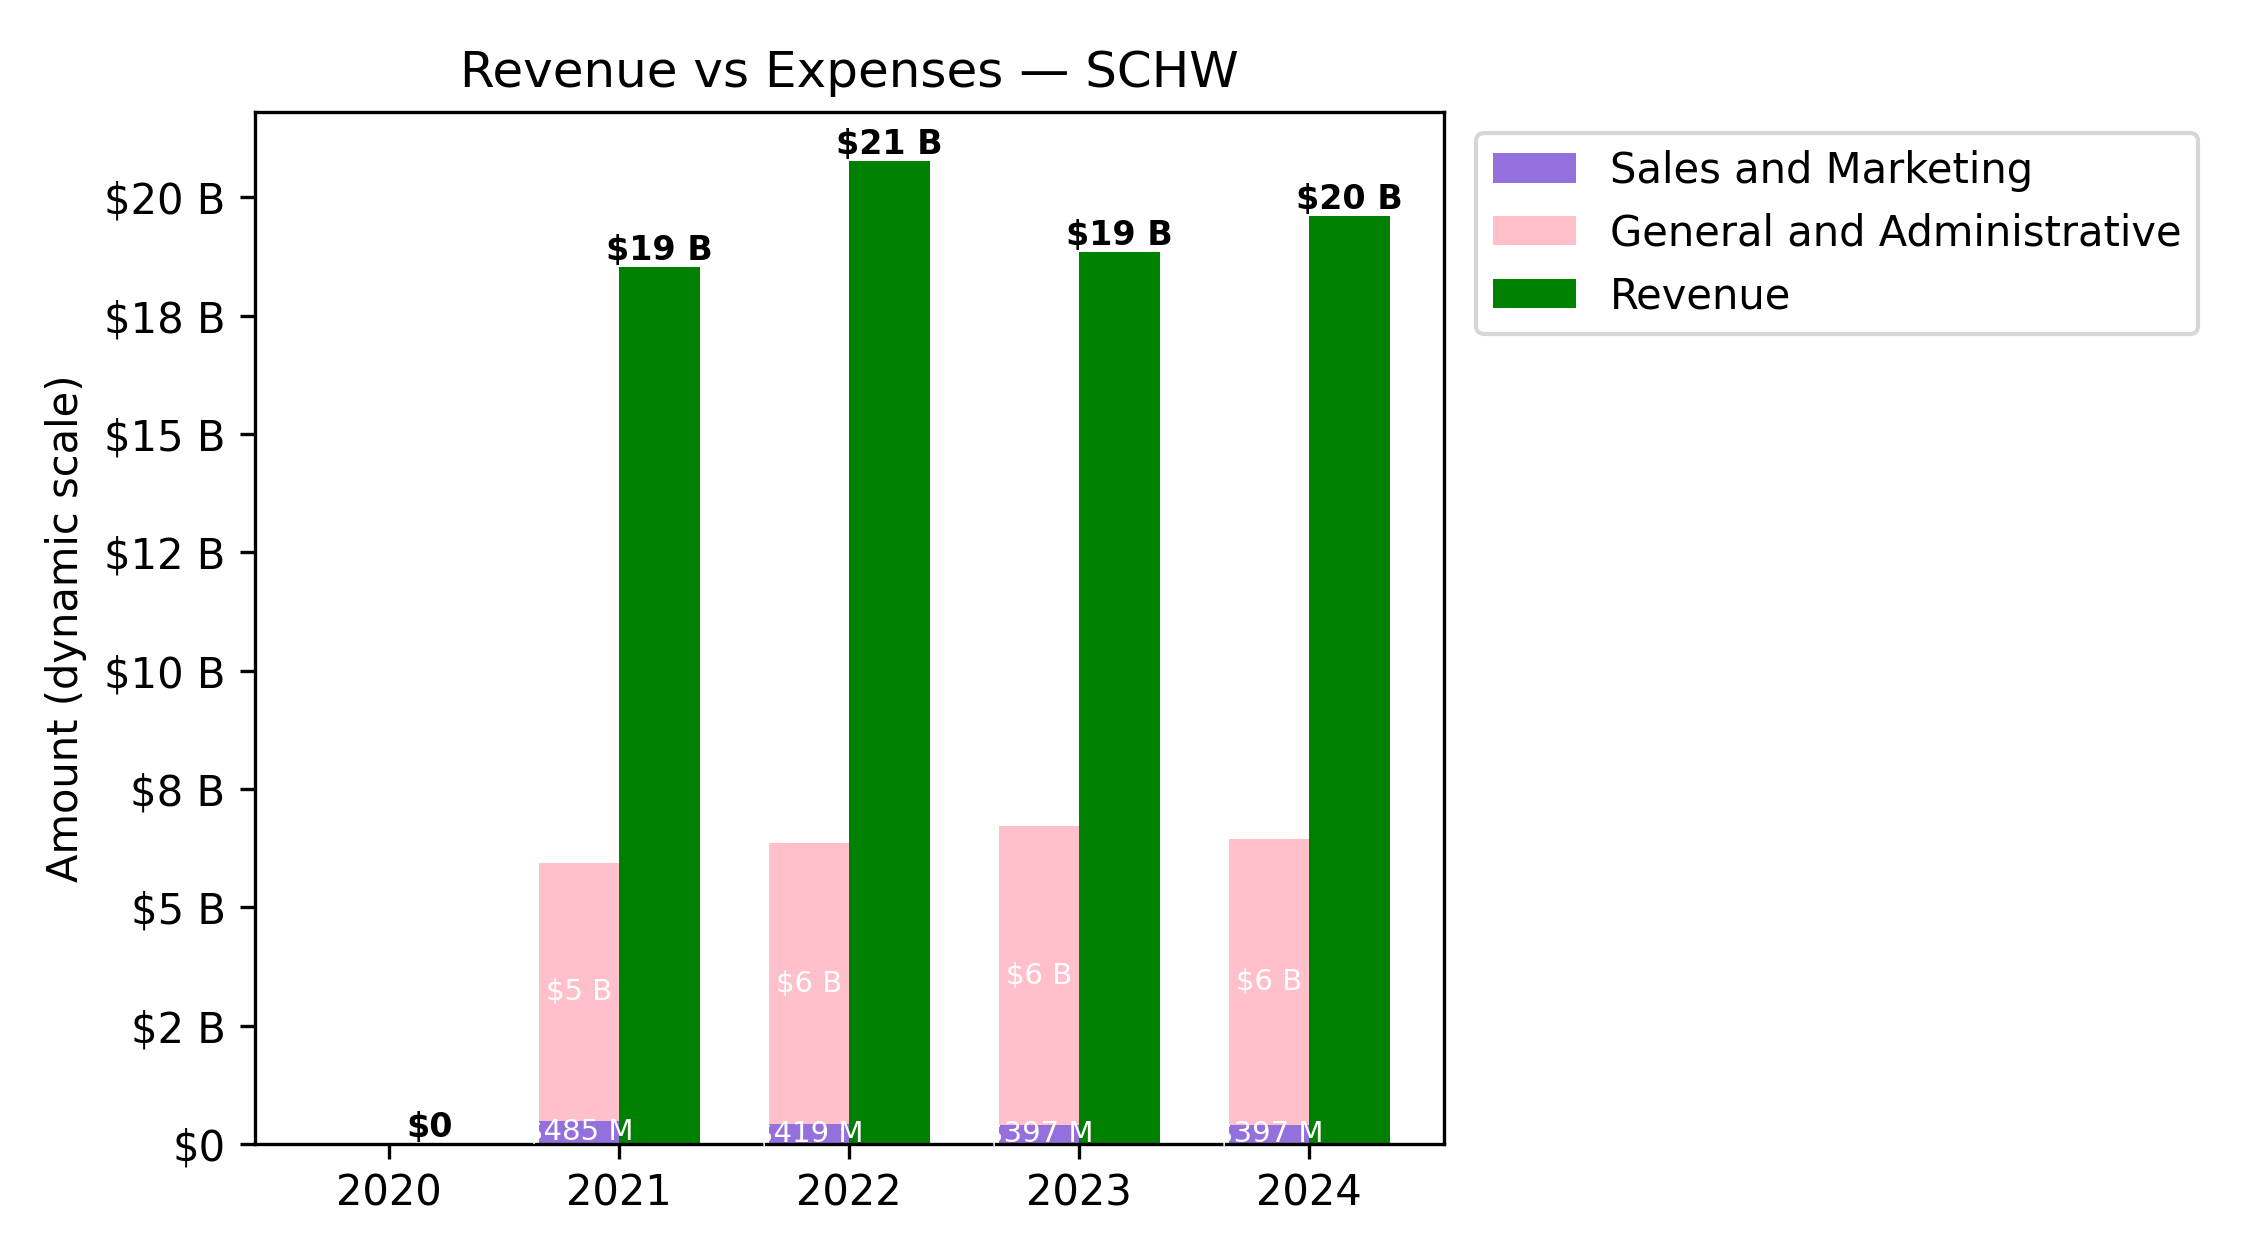 Revenue vs Expenses — SCHW
Amount (dynamic scale)
$20 B
$18 B
$15 B
$12 B
$10 B
$8 B
$5 B
$2 B
$0
$0
$19 B
$21 B
$19 B
$20 B
$5 B
$6 B
$6 B
$6 B
$485 M
$419 M
$397 M
$397 M
2020
2021
2022
2023
2024
Sales and Marketing
General and Administrative
Revenue